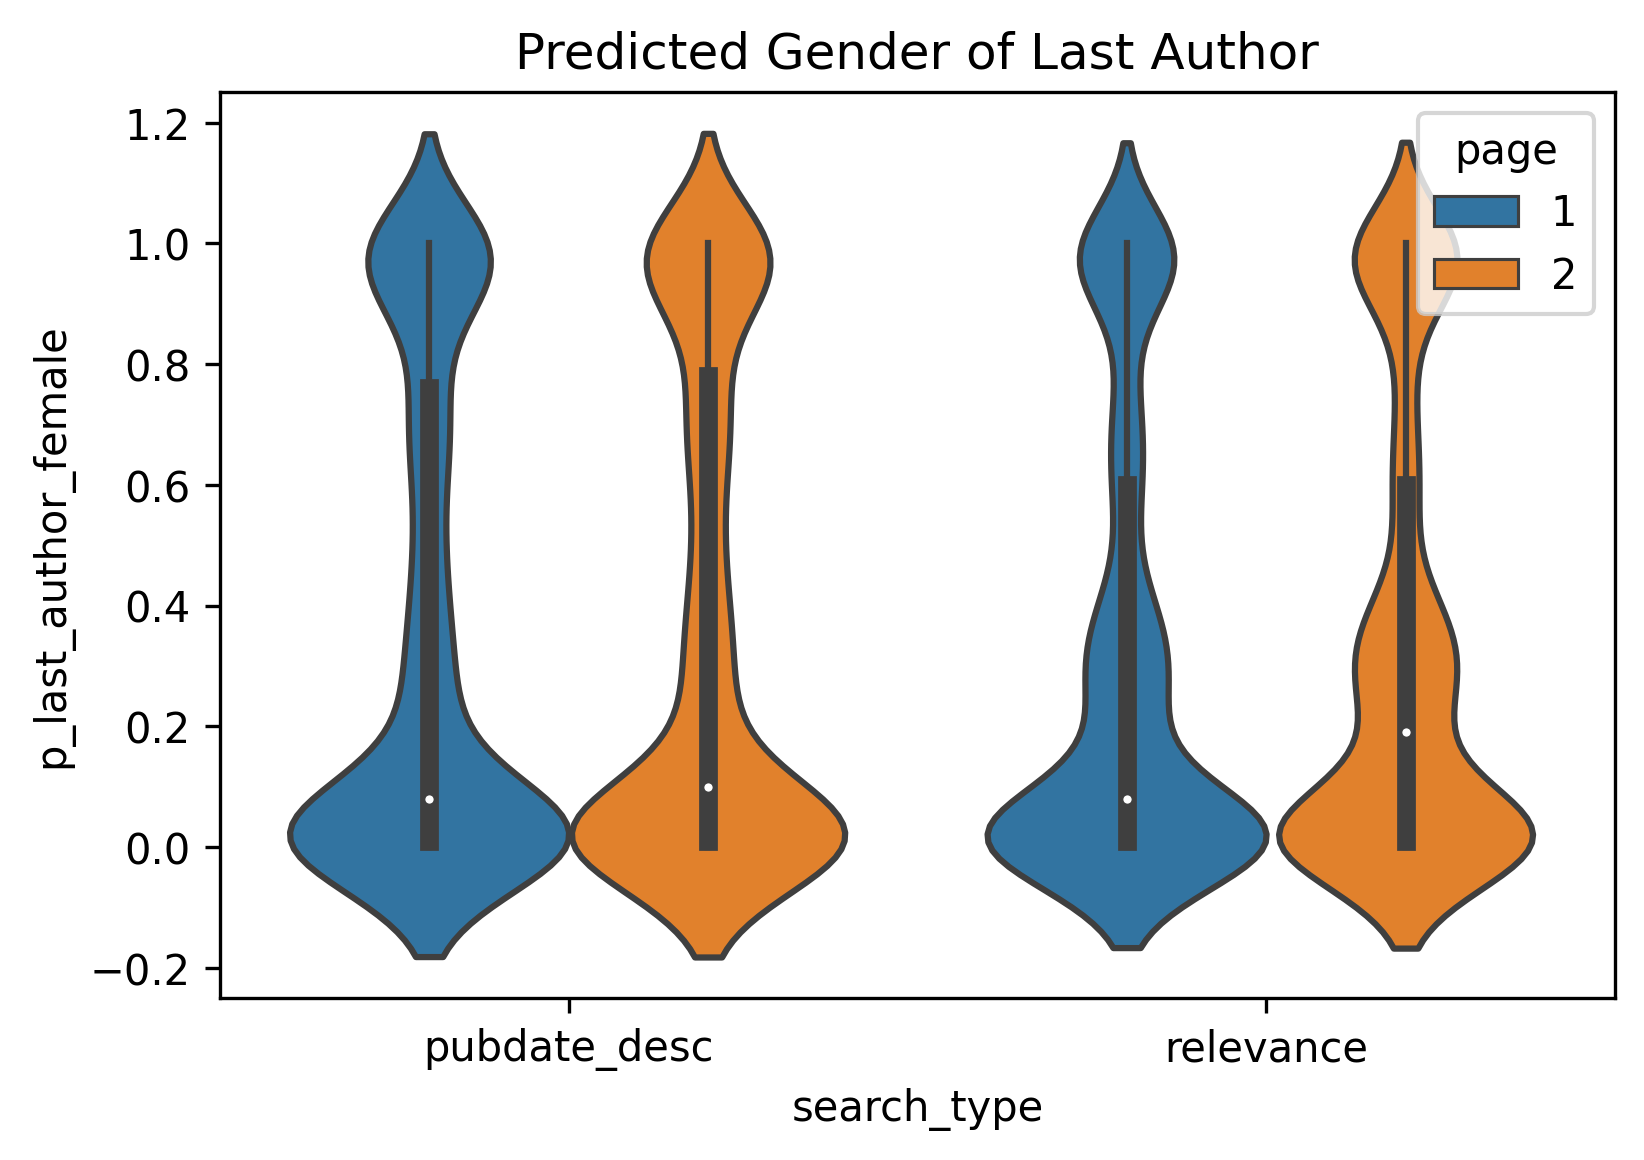 Predicted Gender of Last Author
1.2
1.0
0.8
0.6
0.4
0.2
0.0
−0.2
p_last_author_female
page
1
2
pubdate_desc
relevance
search_type